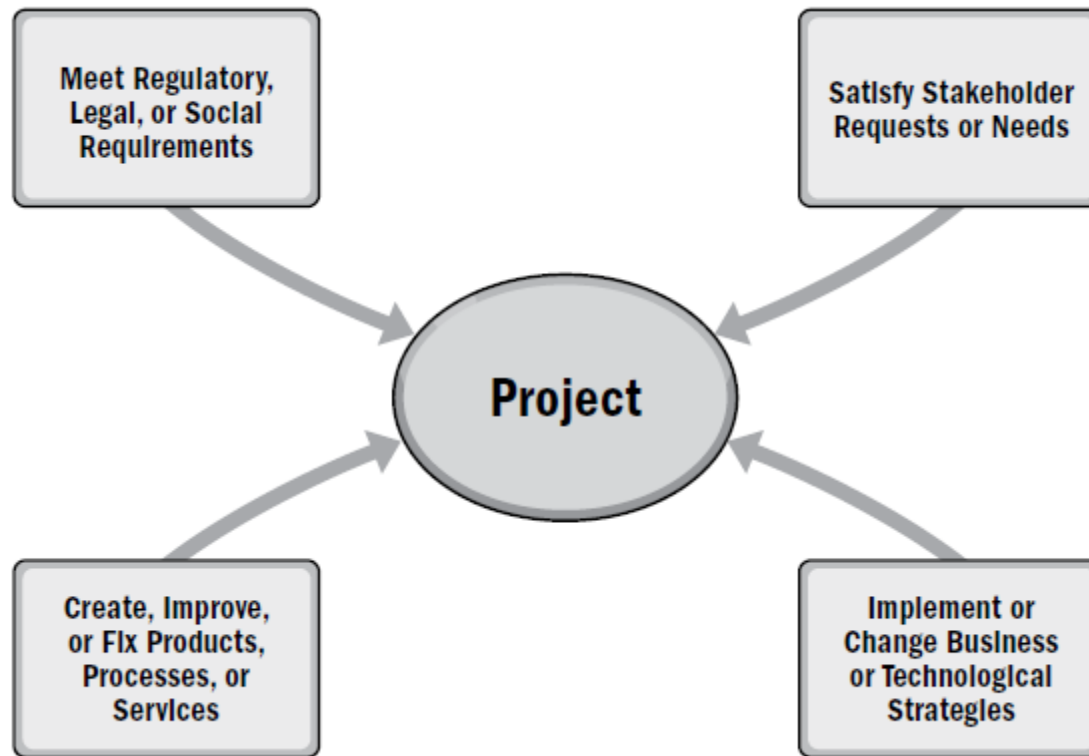 Meet Regulatory,
Legal, or Social
Requirements
Satisfy Stakeholder
Requests or Needs
Project
Create, Improve,
or Fix Products,
Processes, or
Services
Implement or
Change Business
or Technological
Strategies